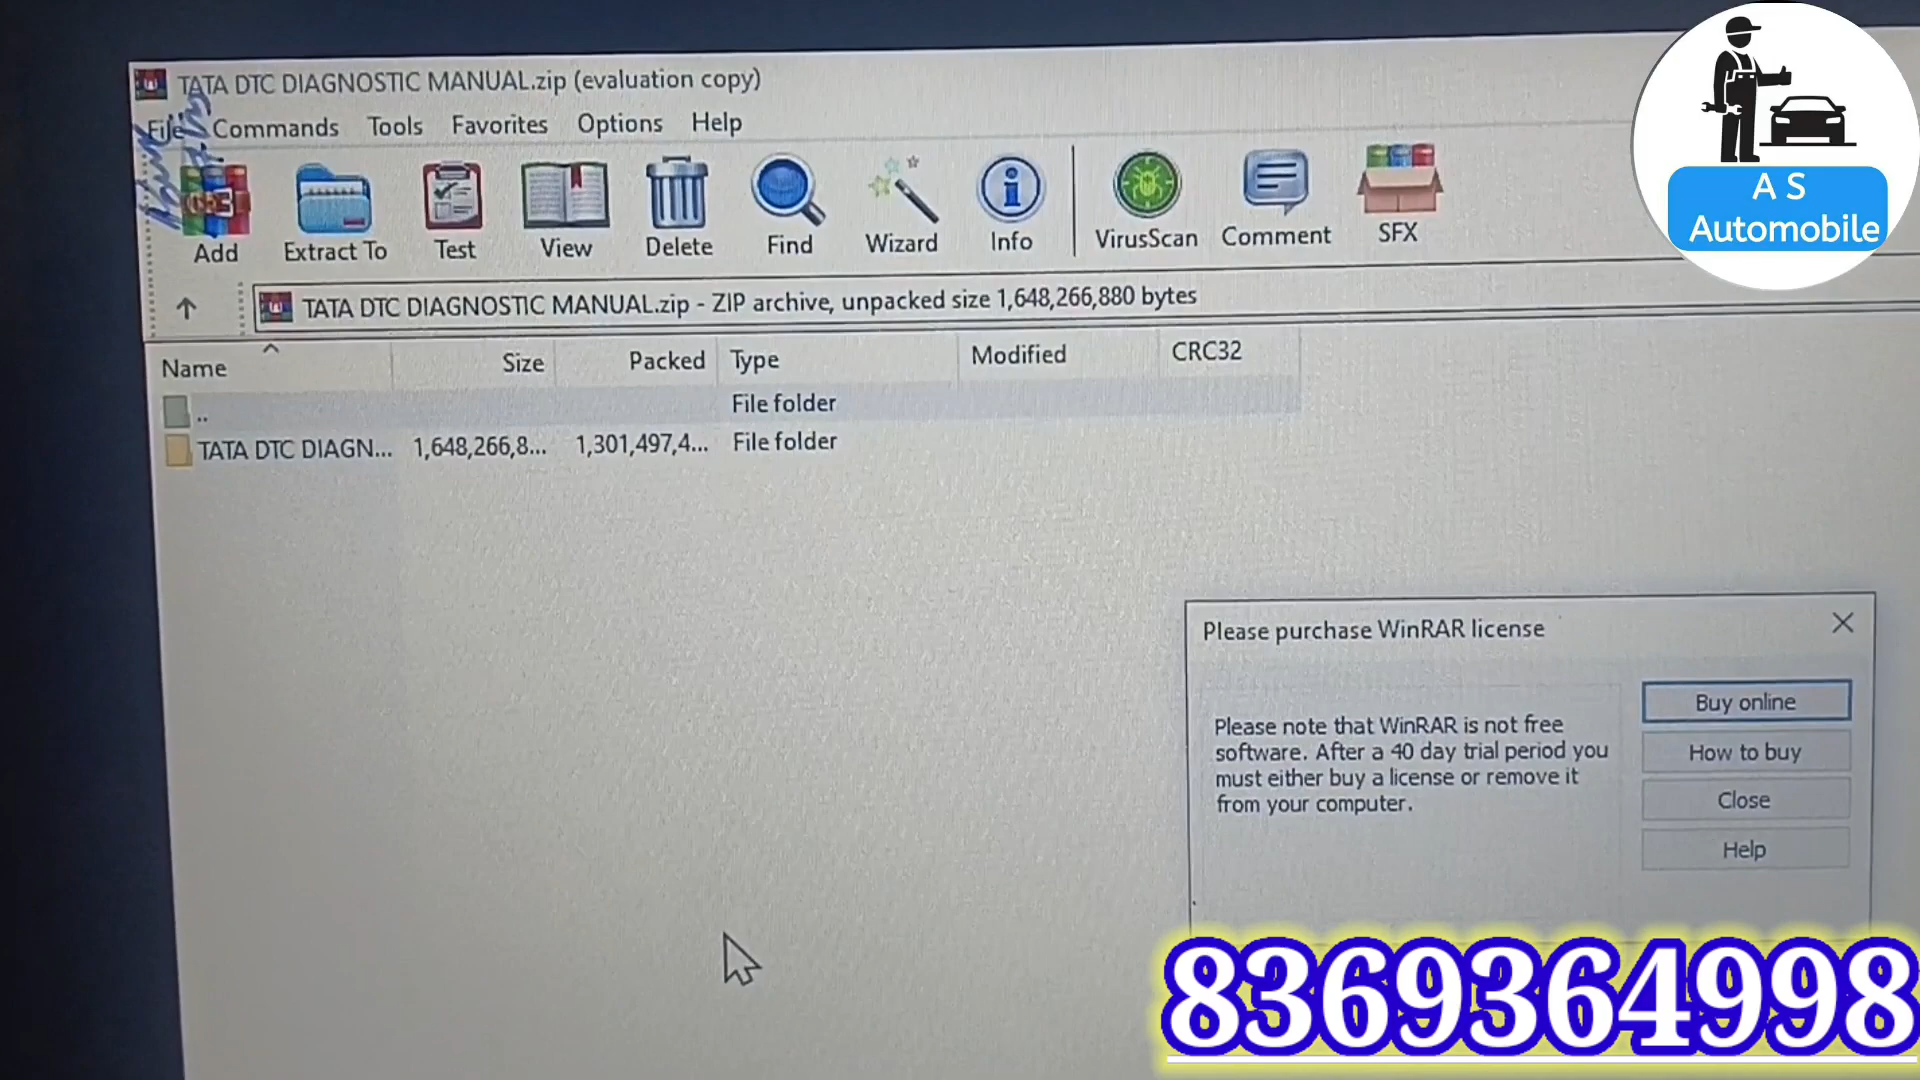 TATA DTC DIAGNOSTIC MANUAL.zip (evaluation copy)
File Commands Tools Favorites Options Help
Add Extract To Test View Delete Find Wizard Info VirusScan Comment SFX
TATA DTC DIAGNOSTIC MANUAL.zip - ZIP archive, unpacked size 1,648,266,880 bytes
Name Size Packed Type Modified CRC32
.. File folder
TATA DTC DIAGN... 1,648,266,8... 1,301,497,4... File folder
Please purchase WinRAR license
Please note that WinRAR is not free
software. After a 40 day trial period you
must either buy a license or remove it
from your computer.
Buy online
How to buy
Close
Help
A S
Automobile
8369364998